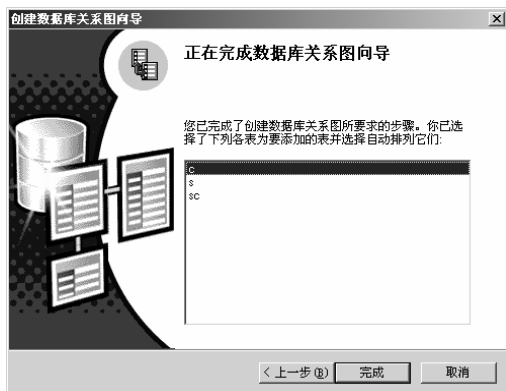 创建数据库关系图向导
正在完成数据库关系图向导
您已完成了创建数据库关系图所要求的步骤。你已选
择了下列各表为要添加的表并选择自动排列它们:
c
s
sc
< 上一步(B)
完成
取消